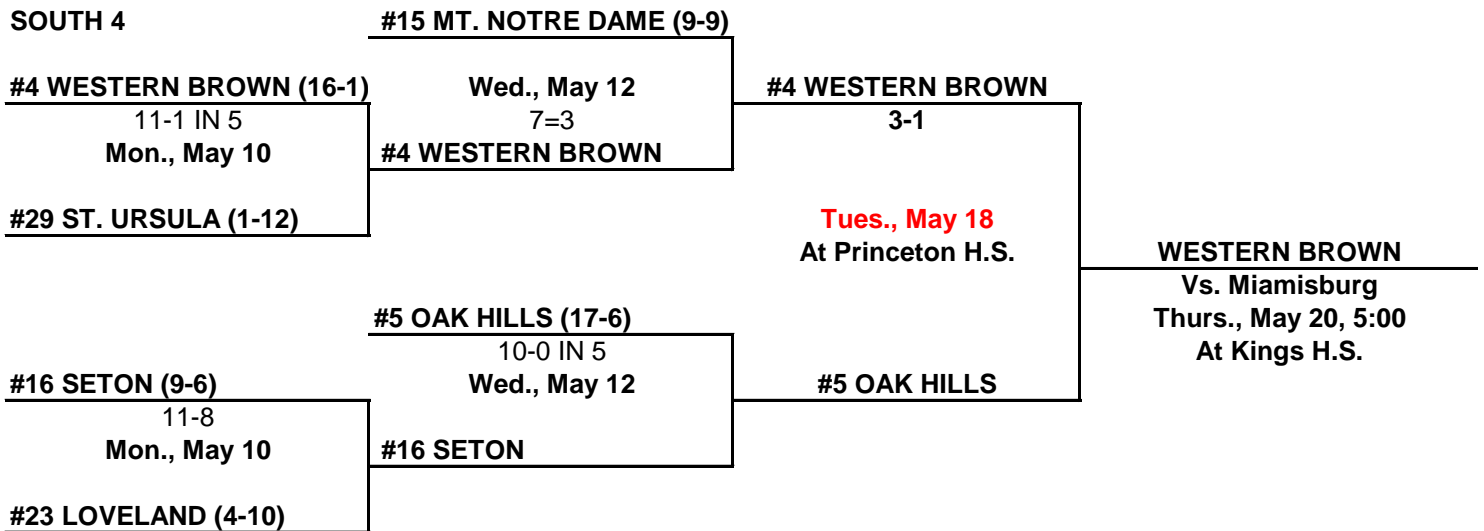 SOUTH 4
#15 MT. NOTRE DAME (9-9)
#4 WESTERN BROWN (16-1)
11-1 IN 5
Mon., May 10
#29 ST. URSULA (1-12)
Wed., May 12
7=3
#4 WESTERN BROWN
#4 WESTERN BROWN
3-1
Tues., May 18
At Princeton H.S.
WESTERN BROWN
Vs. Miamisburg
Thurs., May 20, 5:00
At Kings H.S.
#5 OAK HILLS (17-6)
10-0 IN 5
Wed., May 12
#5 OAK HILLS
#16 SETON (9-6)
11-8
Mon., May 10
#16 SETON
#23 LOVELAND (4-10)